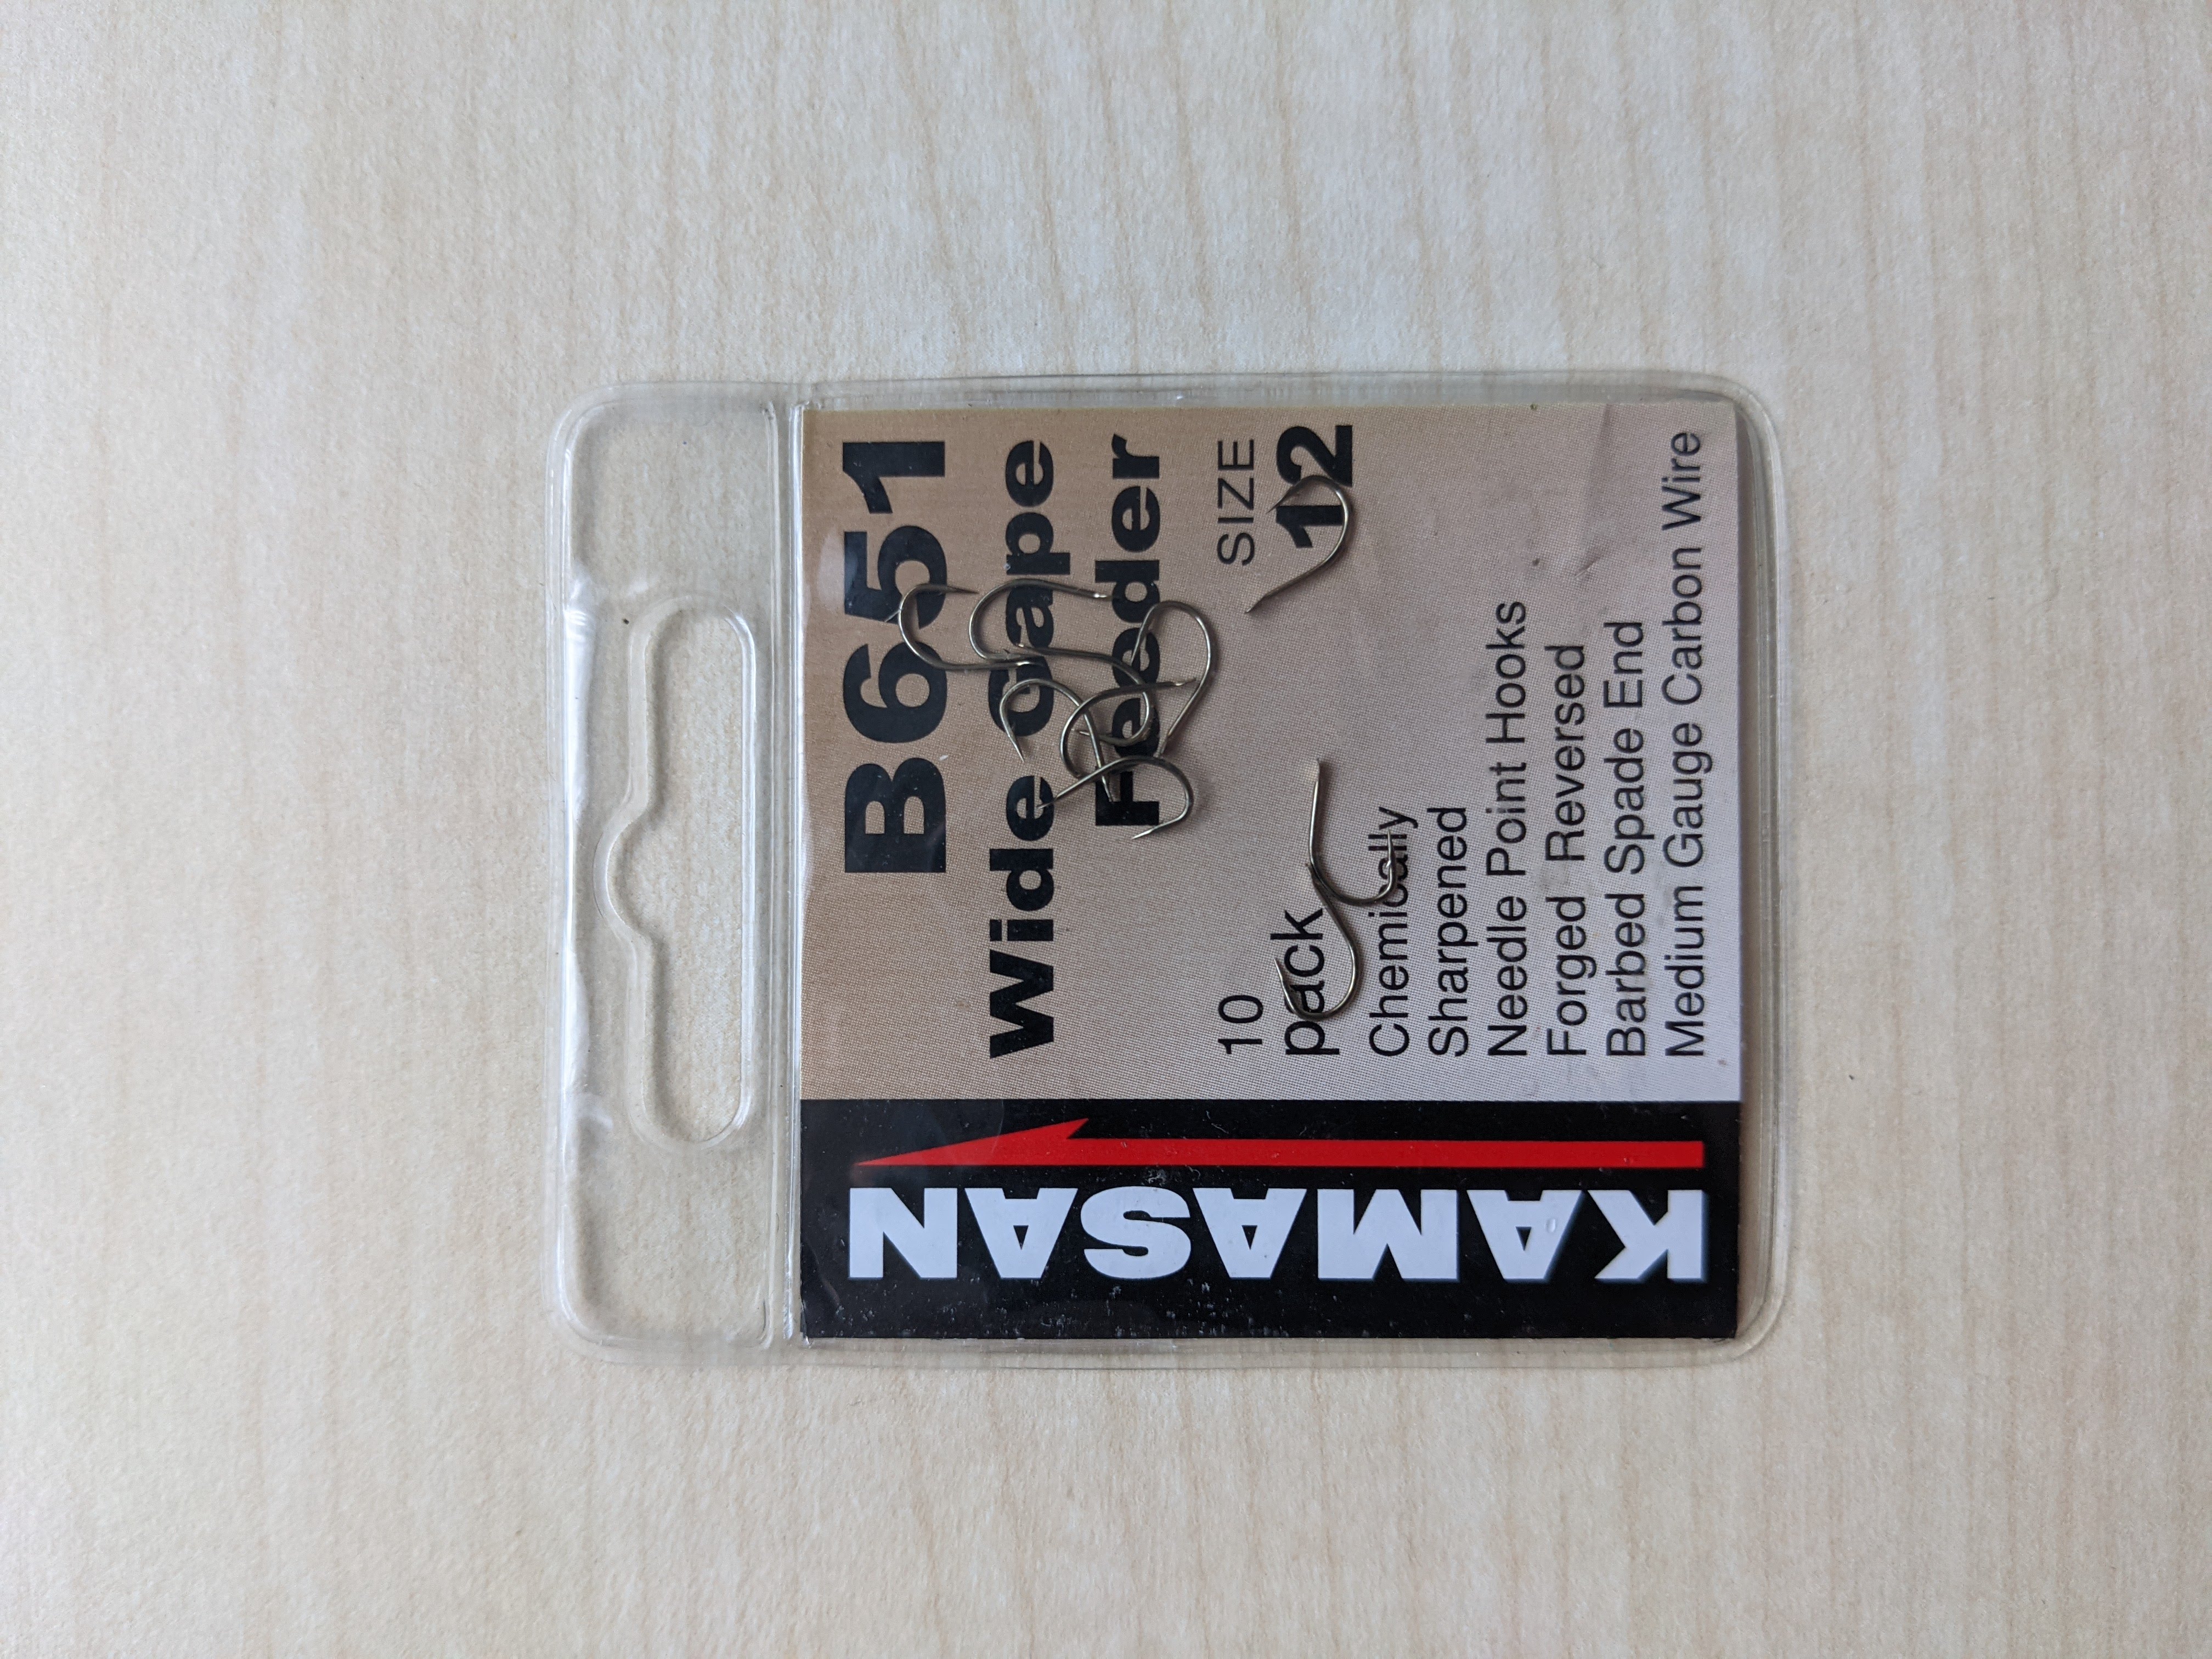 KAMASAN
B651
Wide Gape
Feeder
10 SIZE
pack 12
Chemically
Sharpened
Needle Point Hooks
Forged Reversed
Barbed Spade End
Medium Gauge Carbon Wire